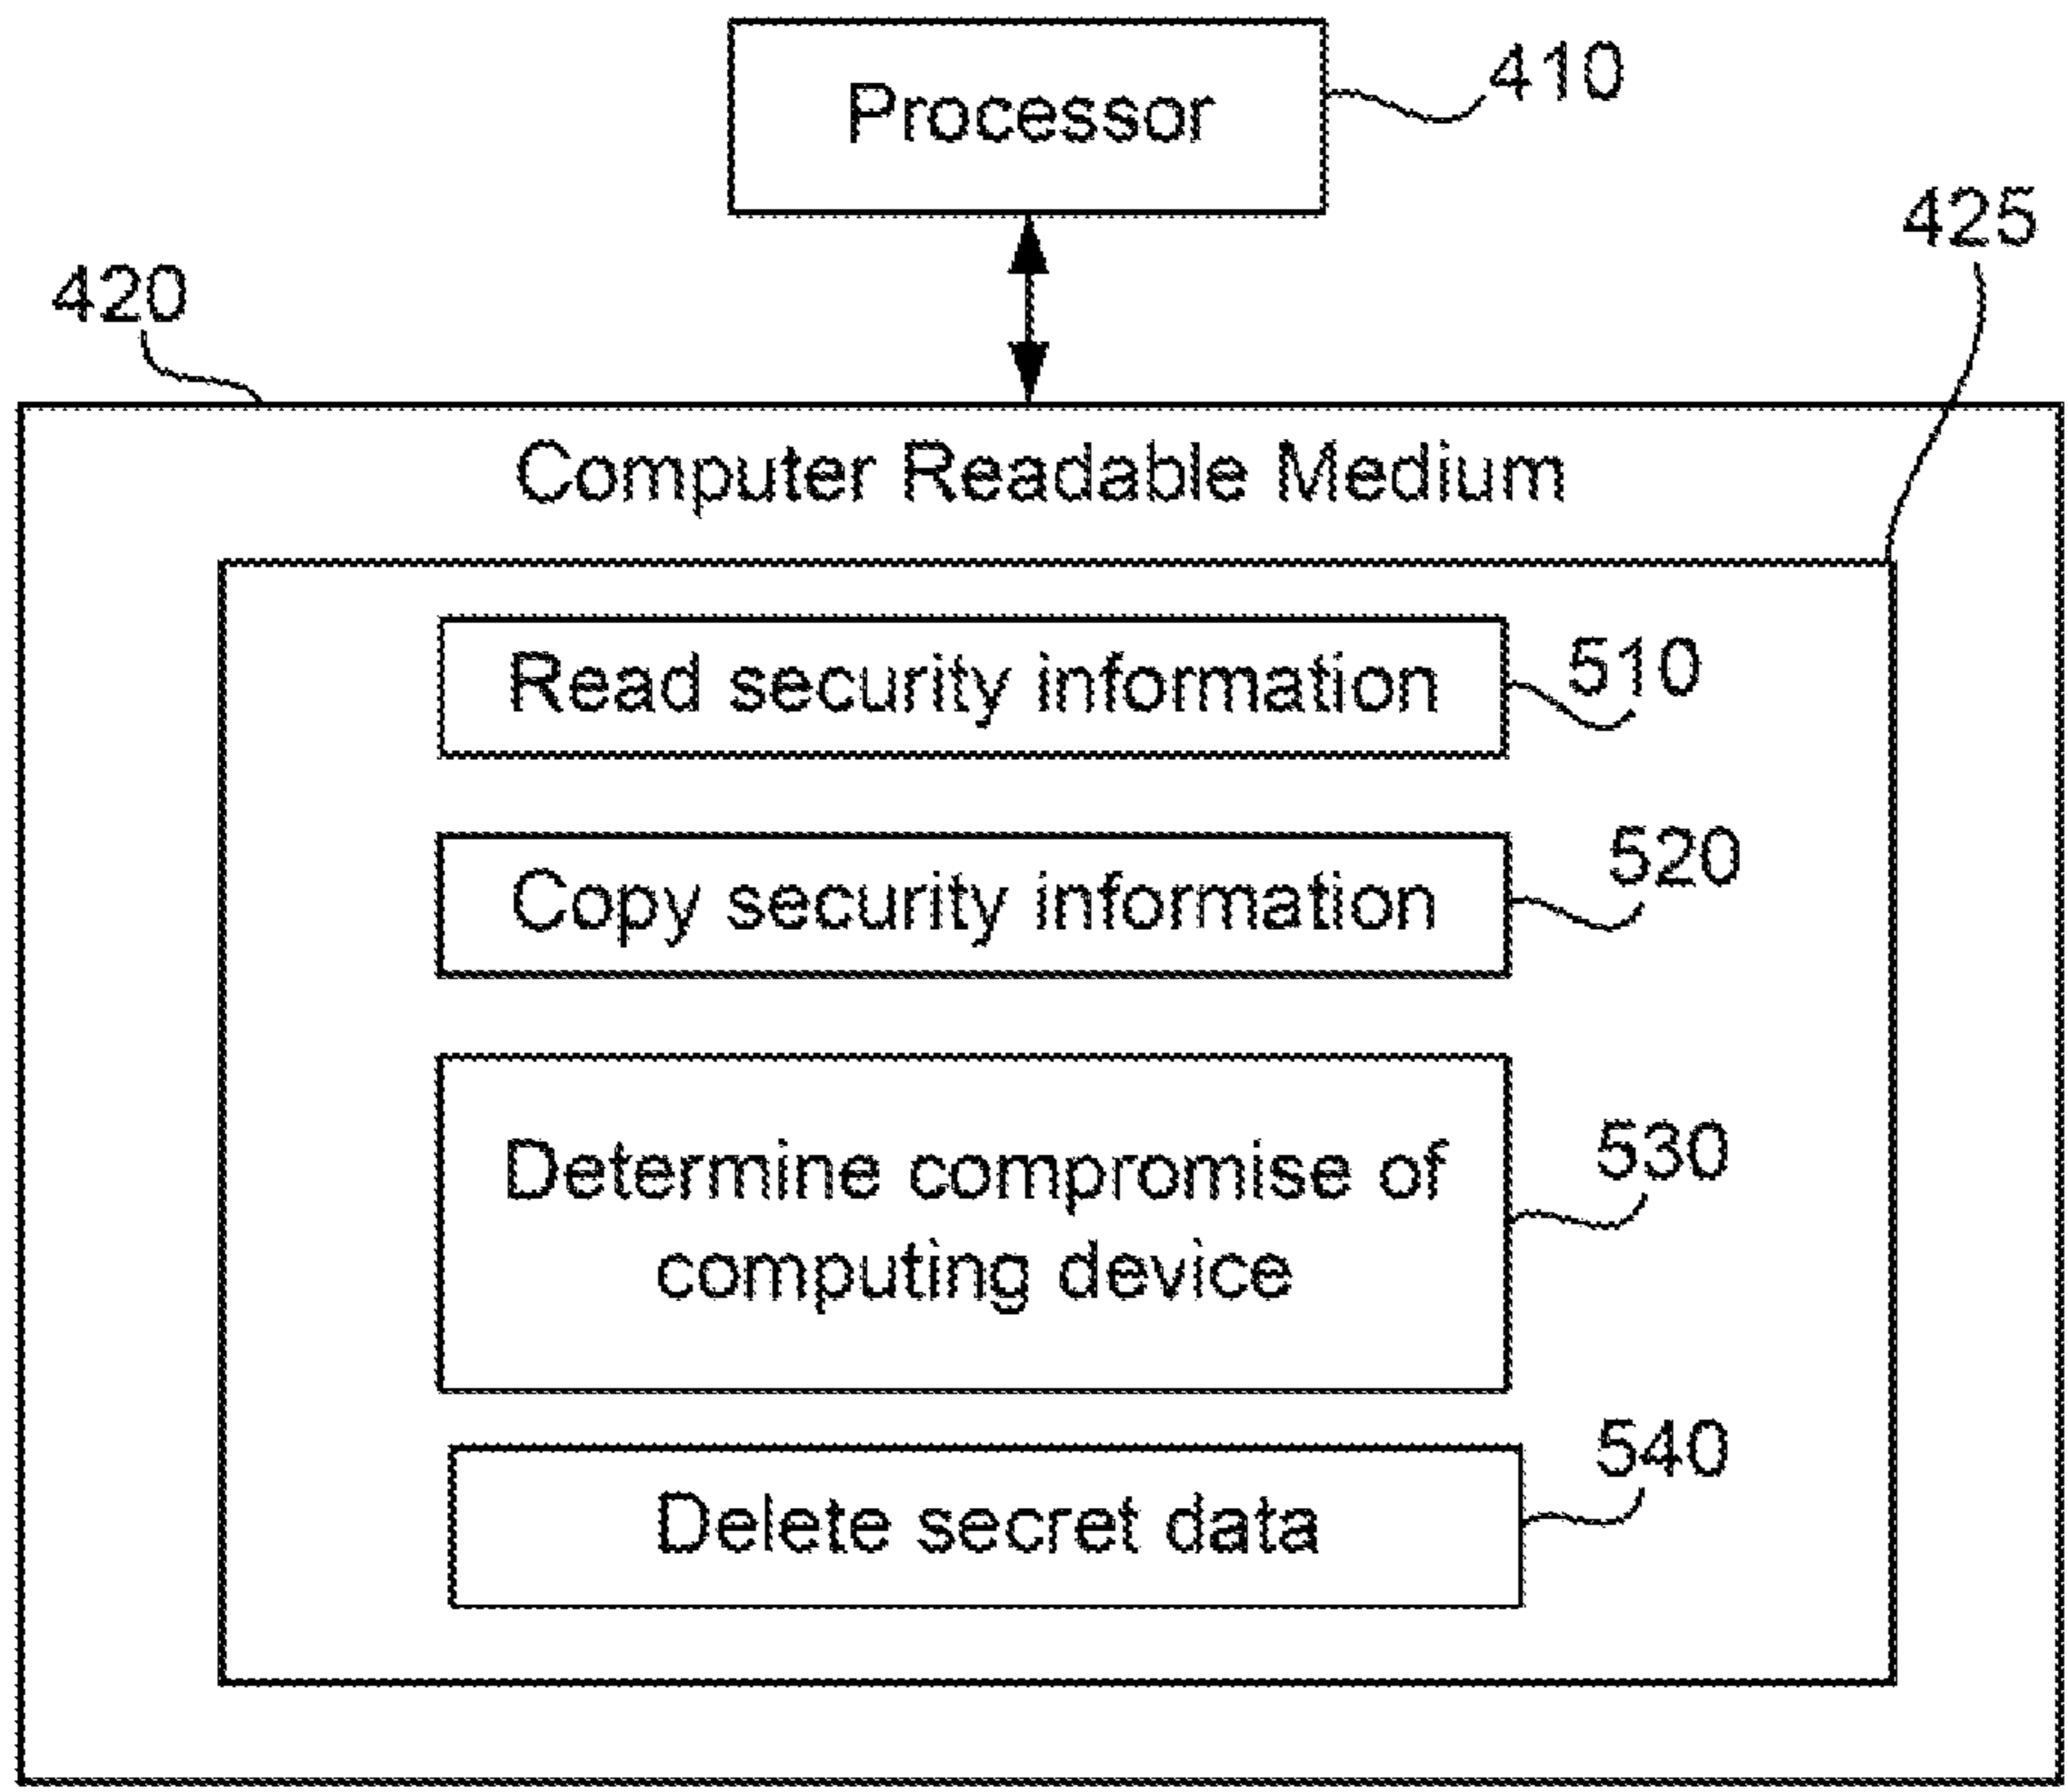 Processor
410
425
420
Computer Readable Medium
Read security information
510
Copy security information
520
Determine compromise of
computing device
530
Delete secret data
540